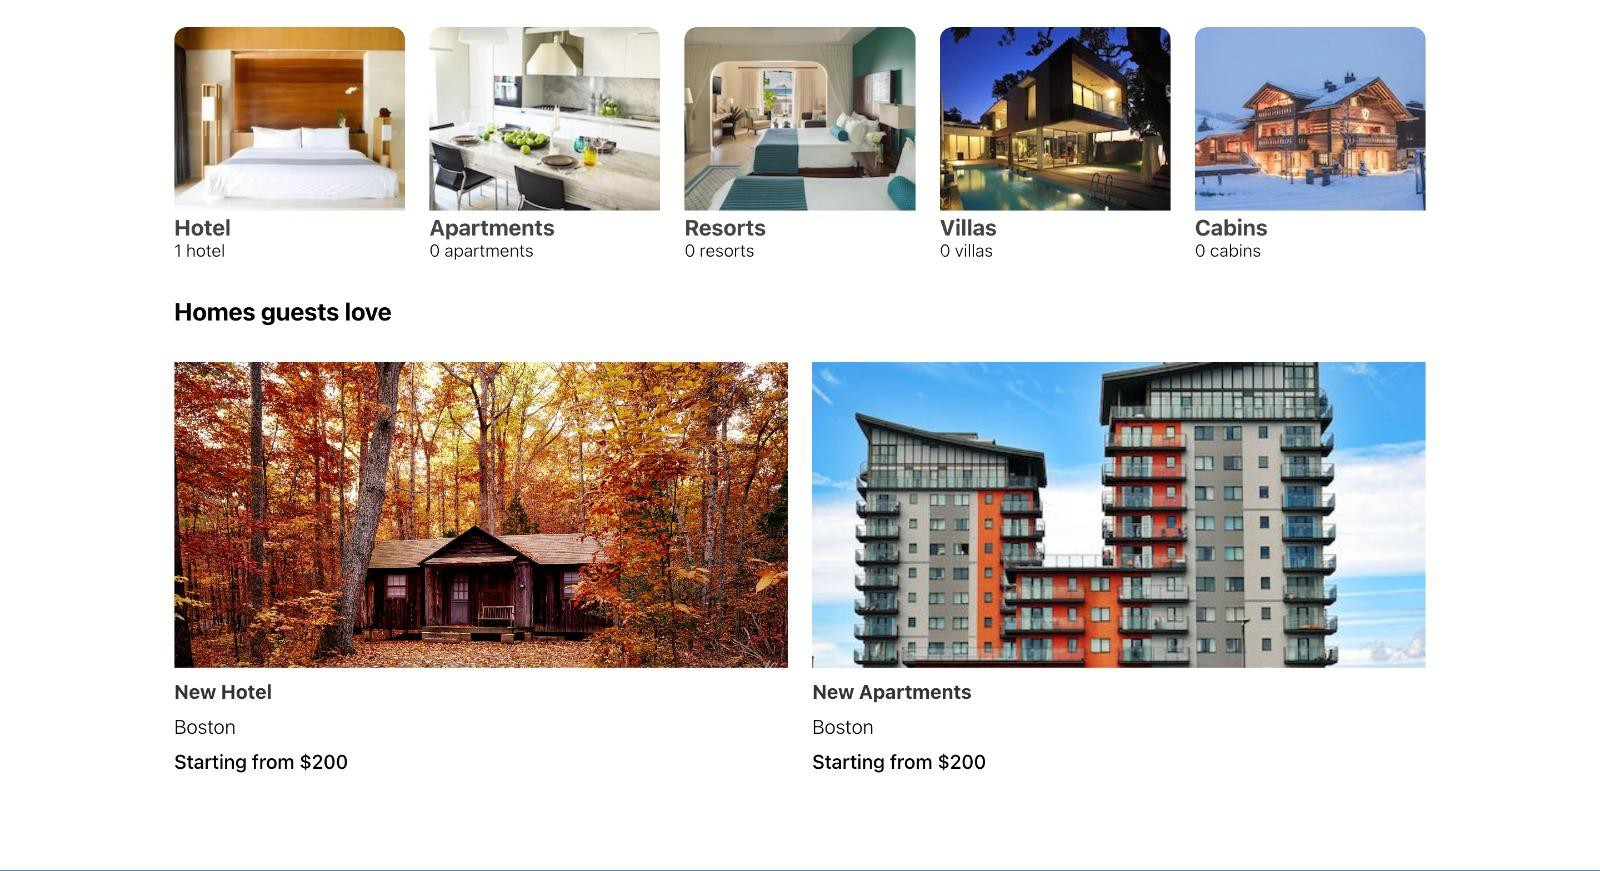 Hotel
1 hotel
Apartments
0 apartments
Resorts
0 resorts
Villas
0 villas
Cabins
0 cabins
Homes guests love
New Hotel
Boston
Starting from $200
New Apartments
Boston
Starting from $200